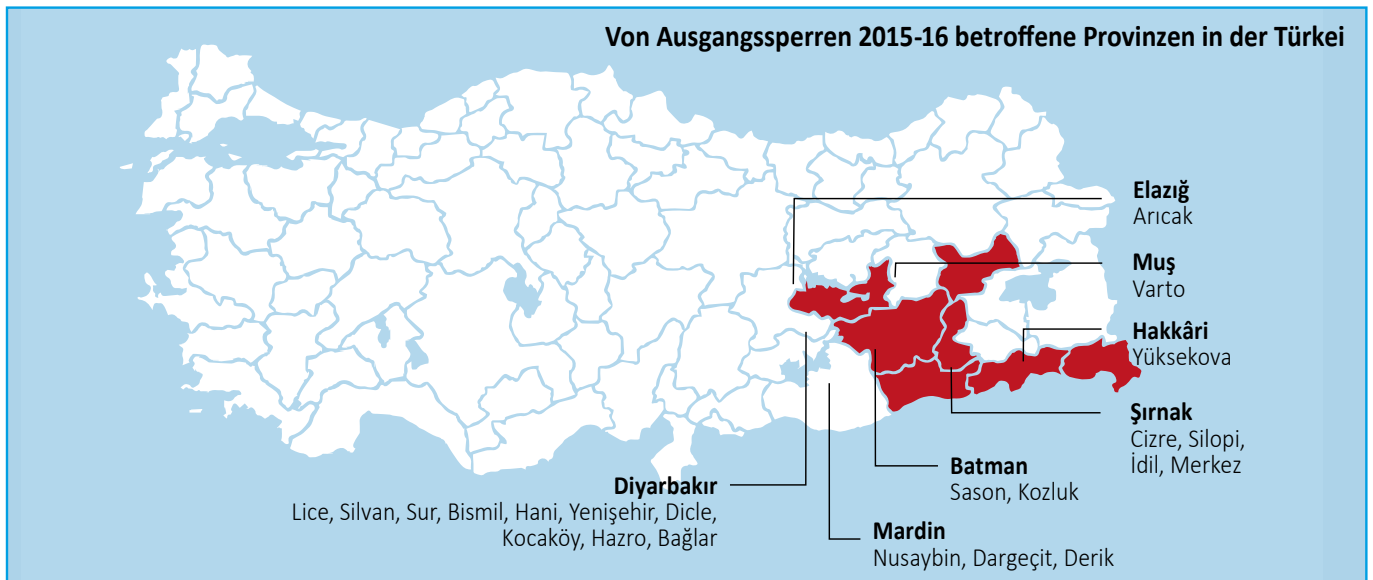 Von Ausgangssperren 2015-16 betroffene Provinzen in der Türkei
Elazığ
Arıcak
Muş
Varto
Hakkâri
Yüksekova
Şırnak
Cizre, Silopi,
İdil, Merkez
Batman
Sason, Kozluk
Diyarbakır
Lice, Silvan, Sur, Bismil, Hani, Yenişehir, Dicle,
Kocaköy, Hazro, Bağlar
Mardin
Nusaybin, Dargeçit, Derik